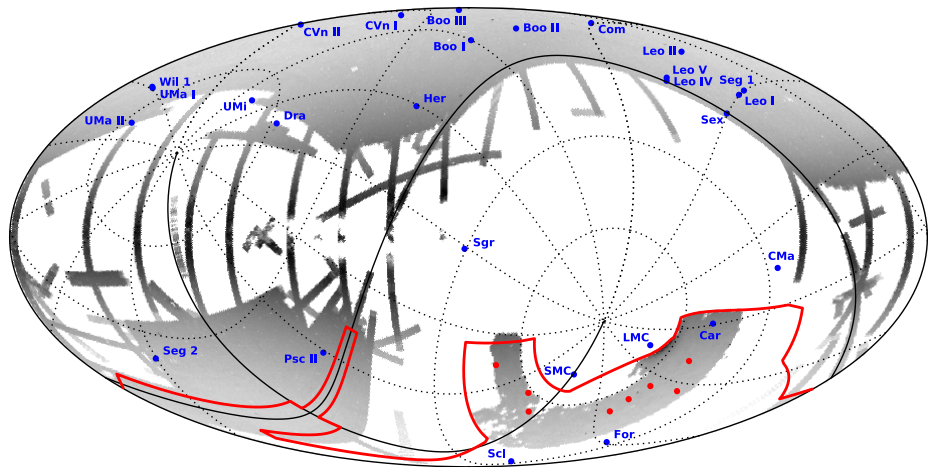 Boo III
CVn I
CVn II
Boo II
Com
Boo I
Leo II
Leo V
Leo IV
Seg 1
Leo I
Wil 1
UMa I
UMi
Her
Dra
Sex
UMa II
Sgr
CMa
Seg 2
Psc II
LMC
Car
SMC
For
Scl